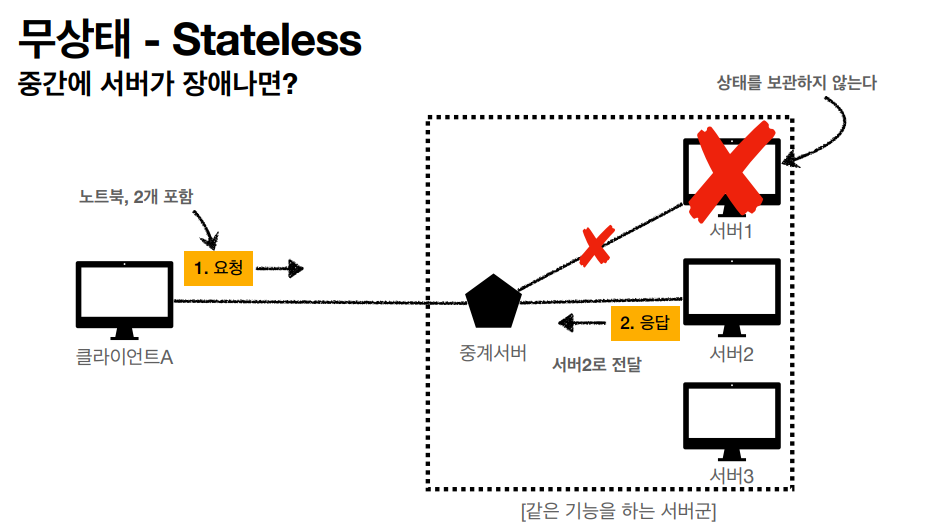 무상태 - Stateless
중간에 서버가 장애나면?
상태를 보관하지 않는다
노트북, 2개 포함
1. 요청
클라이언트A
중계서버
서버1
2. 응답
서버2로 전달
서버2
서버3
[같은 기능을 하는 서버군]